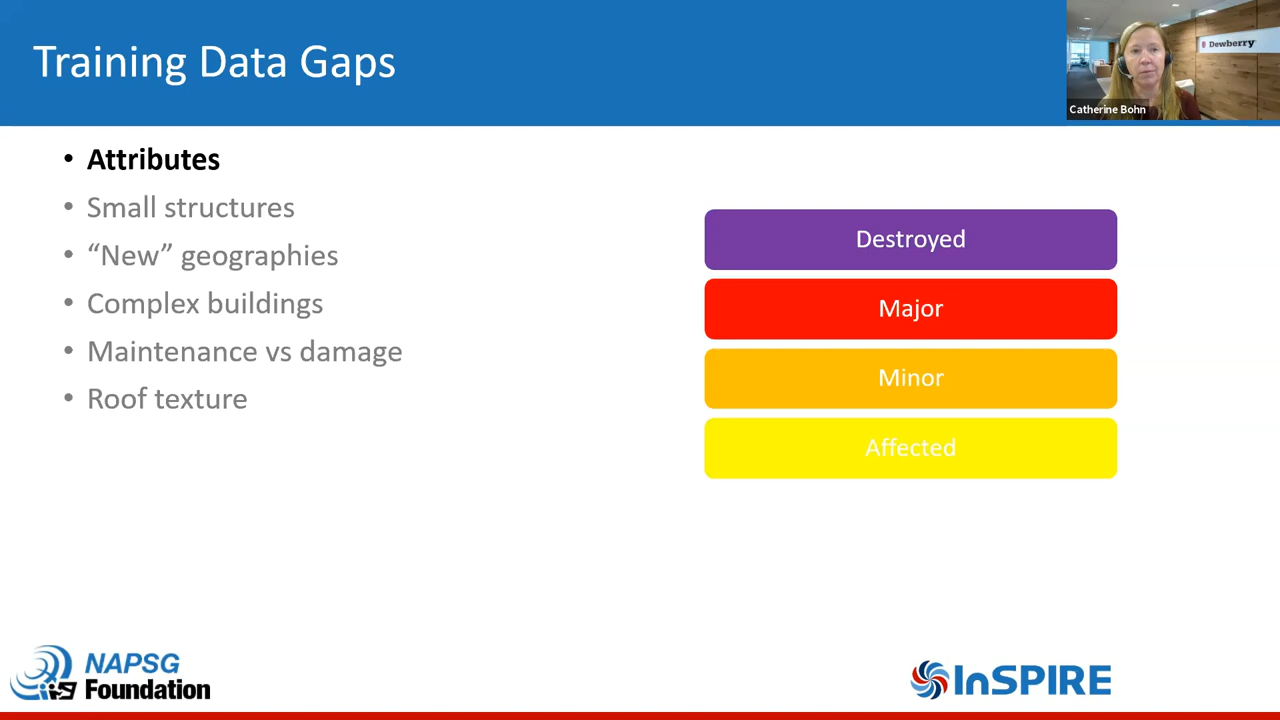 Training Data Gaps
Dewberry
Catherine Bohn
• Attributes
• Small structures
• “New” geographies
• Complex buildings
• Maintenance vs damage
• Roof texture
Destroyed
Major
Minor
Affected
NAPSG
Foundation
InSPIRE